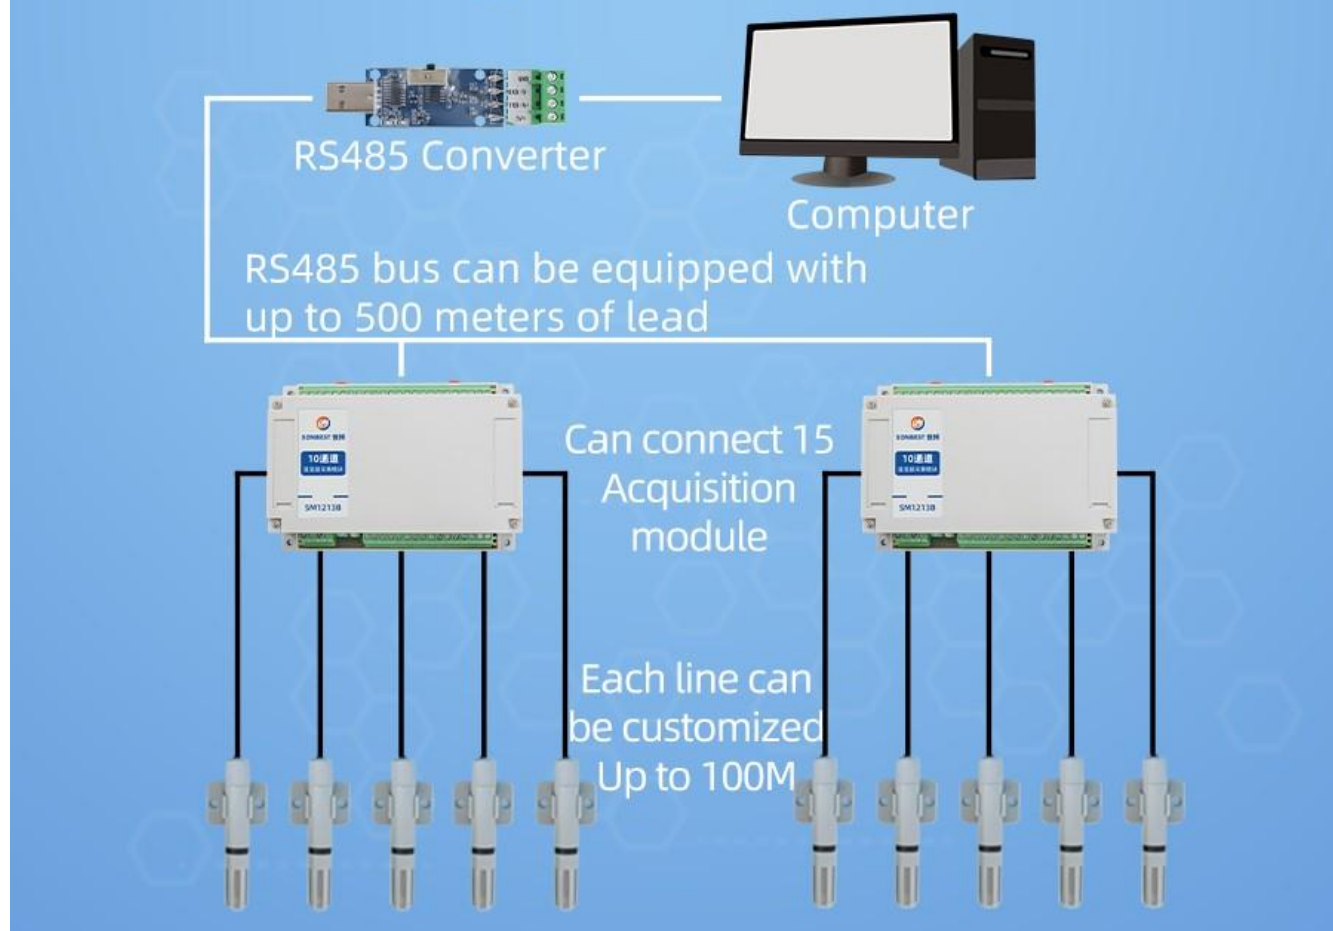 RS485 Converter
Computer
RS485 bus can be equipped with
up to 500 meters of lead
SONBEST
10通道
SM1213B
Can connect 15
Acquisition
module
SONBEST
10通道
SM1213B
Each line can
be customized
Up to 100M